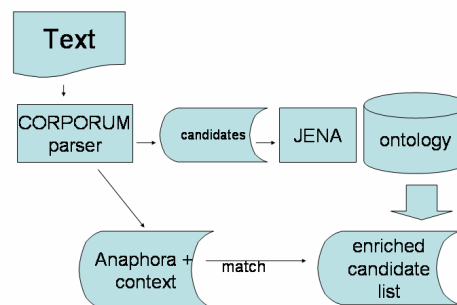 Text
CORPORUM
parser
candidates
JENA
ontology
Anaphora +
context
match
enriched
candidate
list